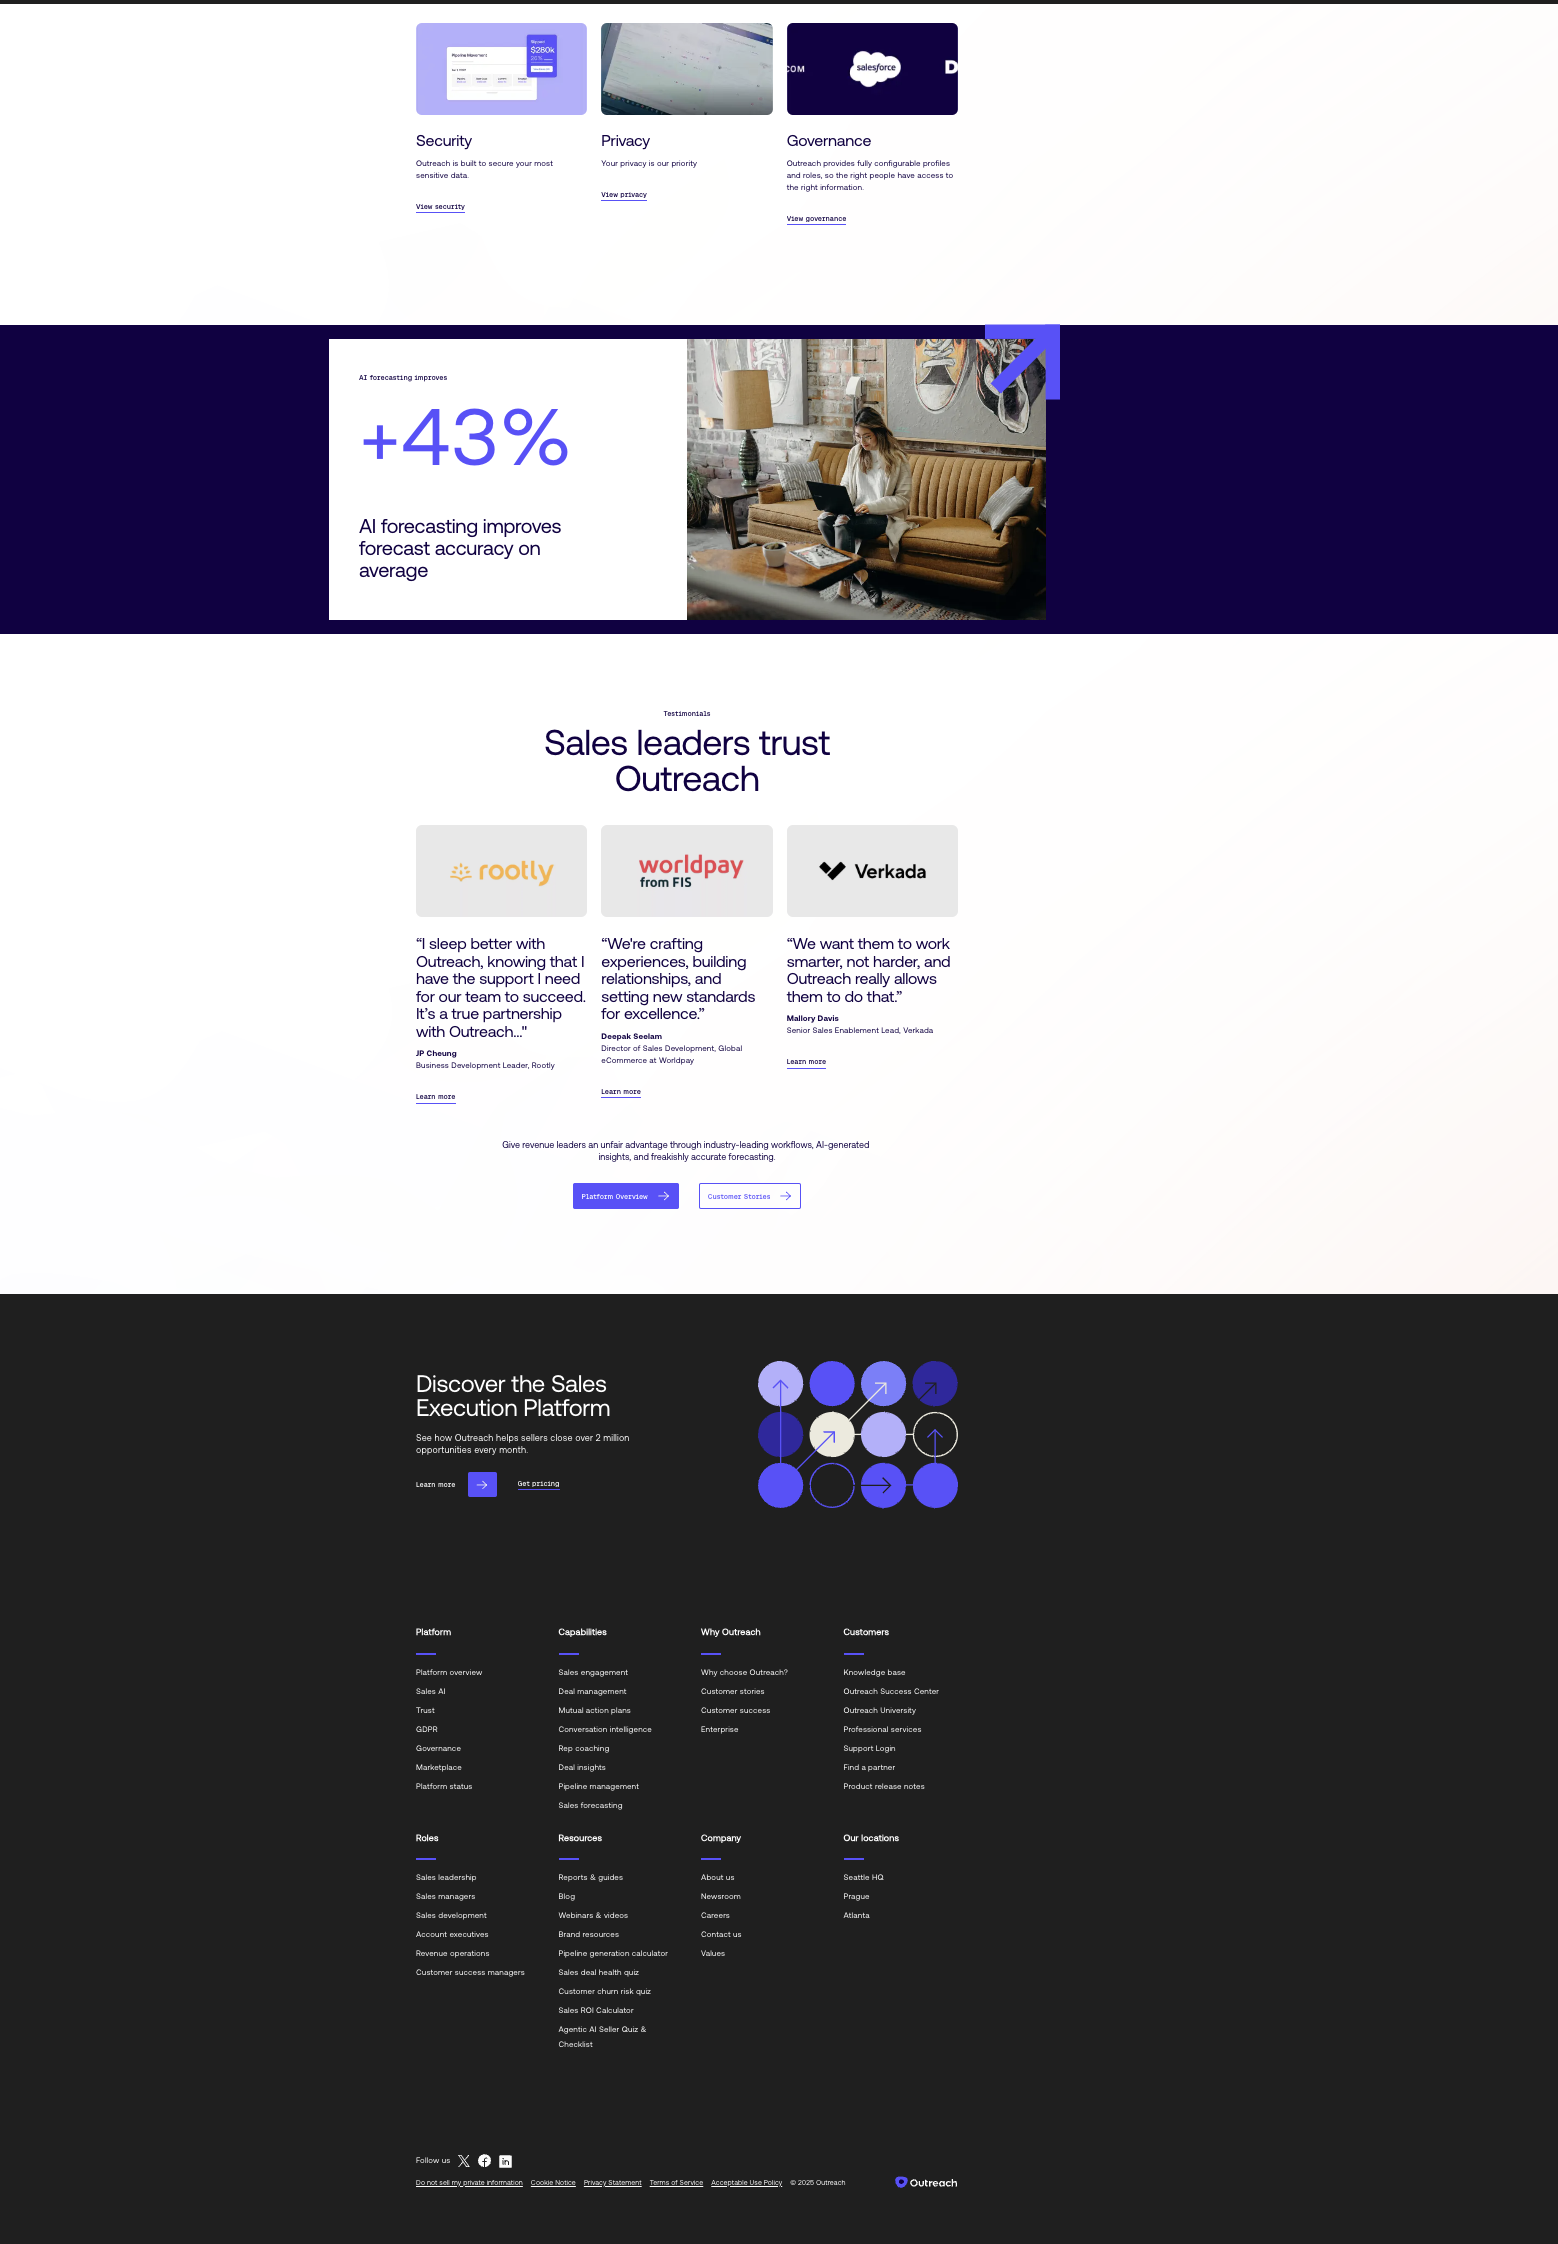 Pipeline Movement
$280k
COM
salesforce
D
Security
Privacy
Governance
Outreach is built to secure your most
sensitive data.
Your privacy is our priority
Outreach provides fully configurable profiles
and roles, so the right people have access to
the right information.
View security
View privacy
View governance
AI forecasting improves
+43%
AI forecasting improves
forecast accuracy on
average
Testimonials
Sales leaders trust
Outreach
rootly
worldpay
from FIS
Verkada
“I sleep better with
Outreach, knowing that I
have the support I need
for our team to succeed.
It’s a true partnership
with Outreach..."
JP Cheung
Business Development Leader, Rootly
Learn more
“We're crafting
experiences, building
relationships, and
setting new standards
for excellence.”
Deepak Seelam
Director of Sales Development, Global
eCommerce at Worldpay
Learn more
“We want them to work
smarter, not harder, and
Outreach really allows
them to do that.”
Mallory Davis
Senior Sales Enablement Lead, Verkada
Learn more
Give revenue leaders an unfair advantage through industry-leading workflows, AI-generated
insights, and freakishly accurate forecasting.
Platform Overview
Customer Stories
Discover the Sales
Execution Platform
See how Outreach helps sellers close over 2 million
opportunities every month.
Learn more
Get pricing
Platform
Platform overview
Sales AI
Trust
GDPR
Governance
Marketplace
Platform status
Capabilities
Sales engagement
Deal management
Mutual action plans
Conversation intelligence
Rep coaching
Deal insights
Pipeline management
Sales forecasting
Why Outreach
Why choose Outreach?
Customer stories
Customer success
Enterprise
Customers
Knowledge base
Outreach Success Center
Outreach University
Professional services
Support Login
Find a partner
Product release notes
Roles
Sales leadership
Sales managers
Sales development
Account executives
Revenue operations
Customer success managers
Resources
Reports & guides
Blog
Webinars & videos
Brand resources
Pipeline generation calculator
Sales deal health quiz
Customer churn risk quiz
Sales ROI Calculator
Agentic AI Seller Quiz &
Checklist
Company
About us
Newsroom
Careers
Contact us
Values
Our locations
Seattle HQ
Prague
Atlanta
Follow us
Do not sell my private information Cookie Notice Privacy Statement Terms of Service Acceptable Use Policy © 2025 Outreach
Outreach